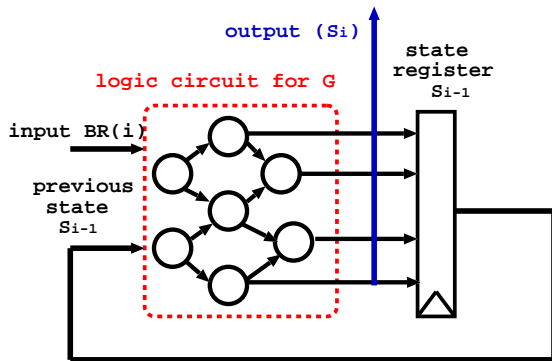 output (Si)
state
register
Si-1
logic circuit for G
input BR(i)
previous
state
Si-1